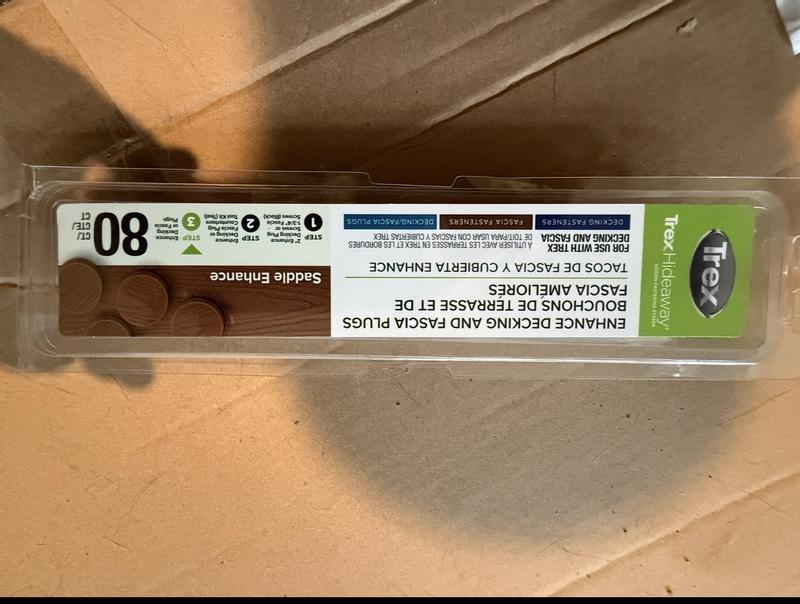 Trex
TrexHideaway®
HIDDEN FASTENING SYSTEM
ENHANCE DECKING AND FASCIA PLUGS
BOUCHONS DE TERRASSE ET DE
FASCIA AMÉLIORÉS
TACOS DE FASCIA Y CUBIERTA ENHANCE
FOR USE WITH TREX
DECKING AND FASCIA
À UTILISER AVEC LES TERRASSES EN TREX ET LES BORDURES
DE TOIT/PARA USAR CON FASCIAS Y CUBIERTAS TREX
DECKING FASTENERS
FASCIA FASTENERS
DECKING/FASCIA PLUGS
Saddle Enhance
STEP
1
2" Enhance
Decking Plug
Screws - or -
1-3/4" Fascia
Screws (Black)
STEP
2
Enhance
Decking or
Fascia Plug
Counterbore
Tool Kit (Teal)
STEP
3
Enhance
Decking
or Fascia
Plugs
80
CT./
CTE./
CT